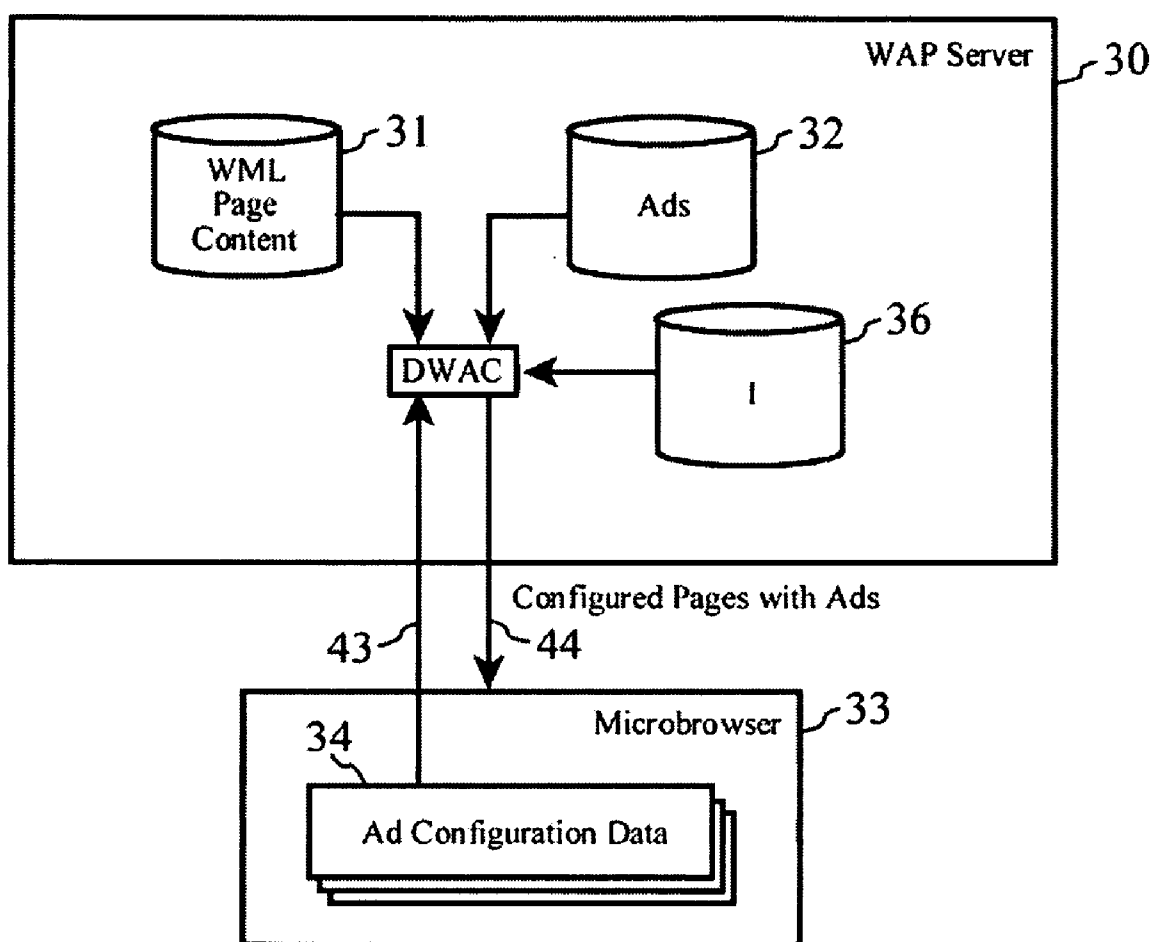 WAP Server
30
31
32
WML
Page
Content
Ads
36
DWAC
1
Configured Pages with Ads
43
44
Microbrowser
33
34
Ad Configuration Data